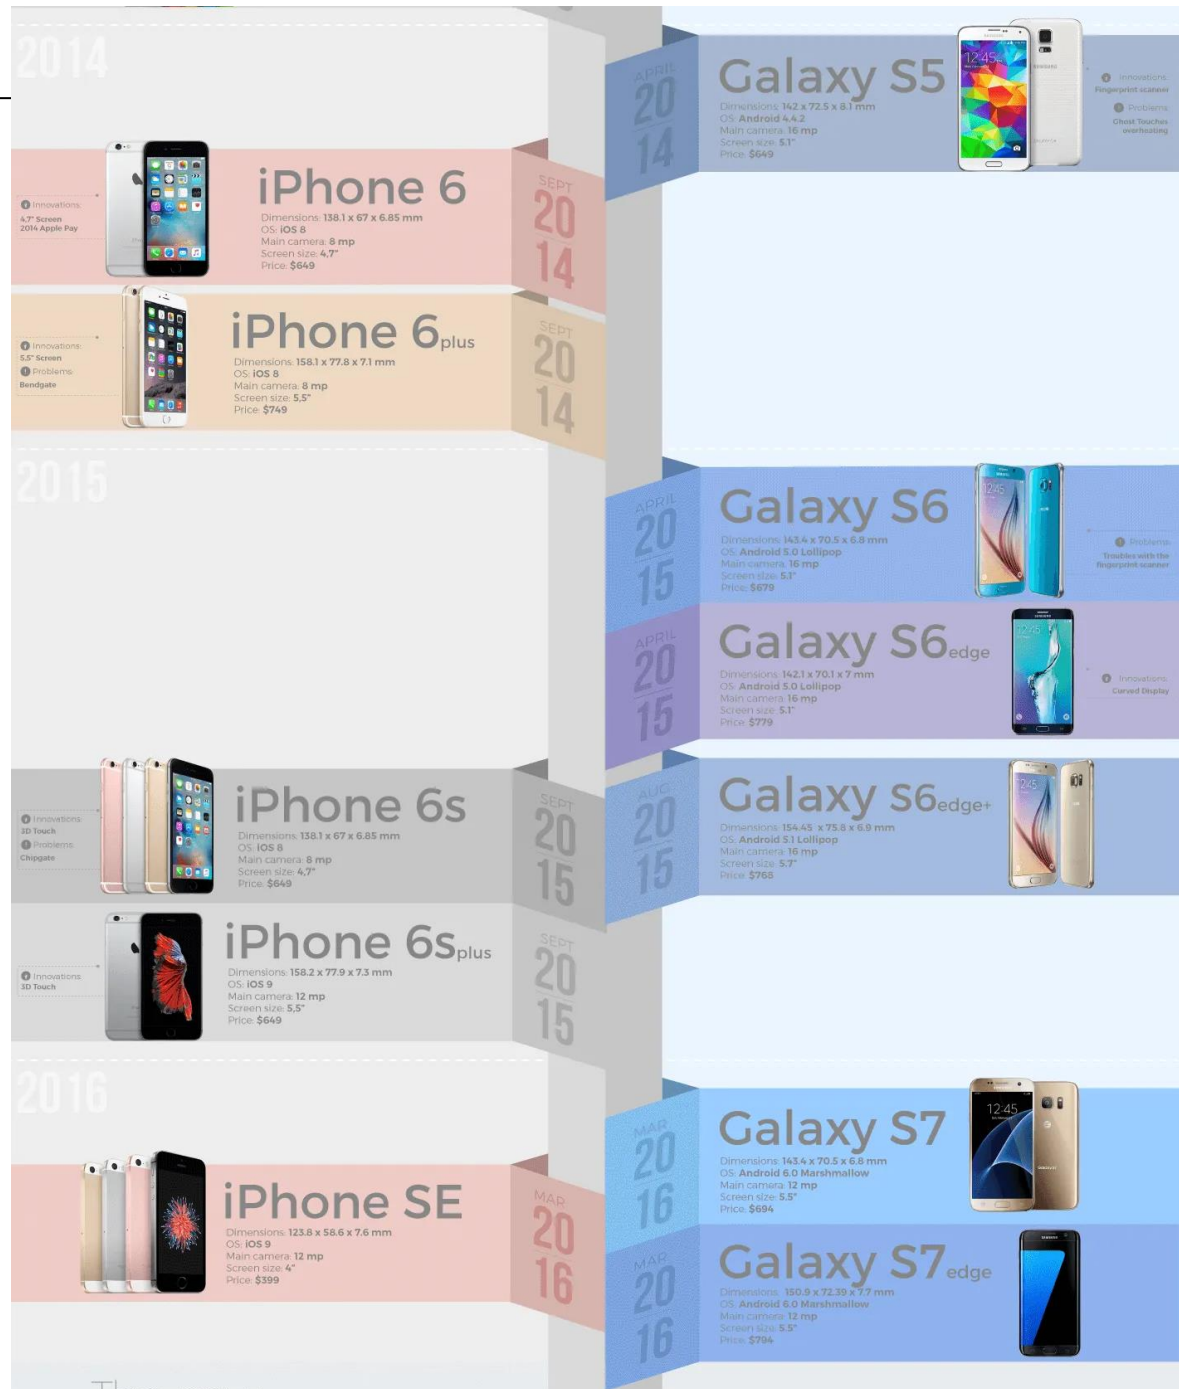 2014
APRIL
20
14
Galaxy S5
Dimensions: 142 x 72.5 x 8.1 mm
OS: Android 4.4.2
Main camera: 16 mp
Screen size: 5.1"
Price: $649
Innovations:
Fingerprint scanner
Problems:
Ghost Touches
overheating
Innovations:
4.7" Screen
2014 Apple Pay
iPhone 6
Dimensions: 138.1 x 67 x 6.85 mm
OS: iOS 8
Main camera: 8 mp
Screen size: 4,7"
Price: $649
SEPT
20
14
Innovations:
5.5" Screen
Problems:
Bendgate
iPhone 6plus
Dimensions: 158.1 x 77.8 x 7.1 mm
OS: iOS 8
Main camera: 8 mp
Screen size: 5,5"
Price: $749
SEPT
20
14
2015
APRIL
20
15
Galaxy S6
Dimensions: 143.4 x 70.5 x 6.8 mm
OS: Android 5.0 Lollipop
Main camera: 16 mp
Screen size: 5.1"
Price: $679
Problems:
Troubles with the
fingerprint scanner
APRIL
20
15
Galaxy S6edge
Dimensions: 142.1 x 70.1 x 7 mm
OS: Android 5.0 Lollipop
Main camera: 16 mp
Screen size: 5.1"
Price: $779
Innovations:
Curved Display
Innovations:
3D Touch
Problems:
Chipgate
iPhone 6s
Dimensions: 138.1 x 67 x 6.85 mm
OS: iOS 8
Main camera: 8 mp
Screen size: 4,7"
Price: $649
SEPT
20
15
AUG
20
15
Galaxy S6edge+
Dimensions: 154.45 x 75.8 x 6.9 mm
OS: Android 5.1 Lollipop
Main camera: 16 mp
Screen size: 5.7"
Price: $768
Innovations:
3D Touch
iPhone 6splus
Dimensions: 158.2 x 77.9 x 7.3 mm
OS: iOS 9
Main camera: 12 mp
Screen size: 5,5"
Price: $649
SEPT
20
15
2016
MAR
20
16
Galaxy S7
Dimensions: 143.4 x 70.5 x 6.8 mm
OS: Android 6.0 Marshmallow
Main camera: 12 mp
Screen size: 5.5"
Price: $694
iPhone SE
Dimensions: 123.8 x 58.6 x 7.6 mm
OS: iOS 9
Main camera: 12 mp
Screen size: 4"
Price: $399
MAR
20
16
MAR
20
16
Galaxy S7edge
Dimensions: 150.9 x 72.39 x 7.7 mm
OS: Android 6.0 Marshmallow
Main camera: 12 mp
Screen size: 5.5"
Price: $794